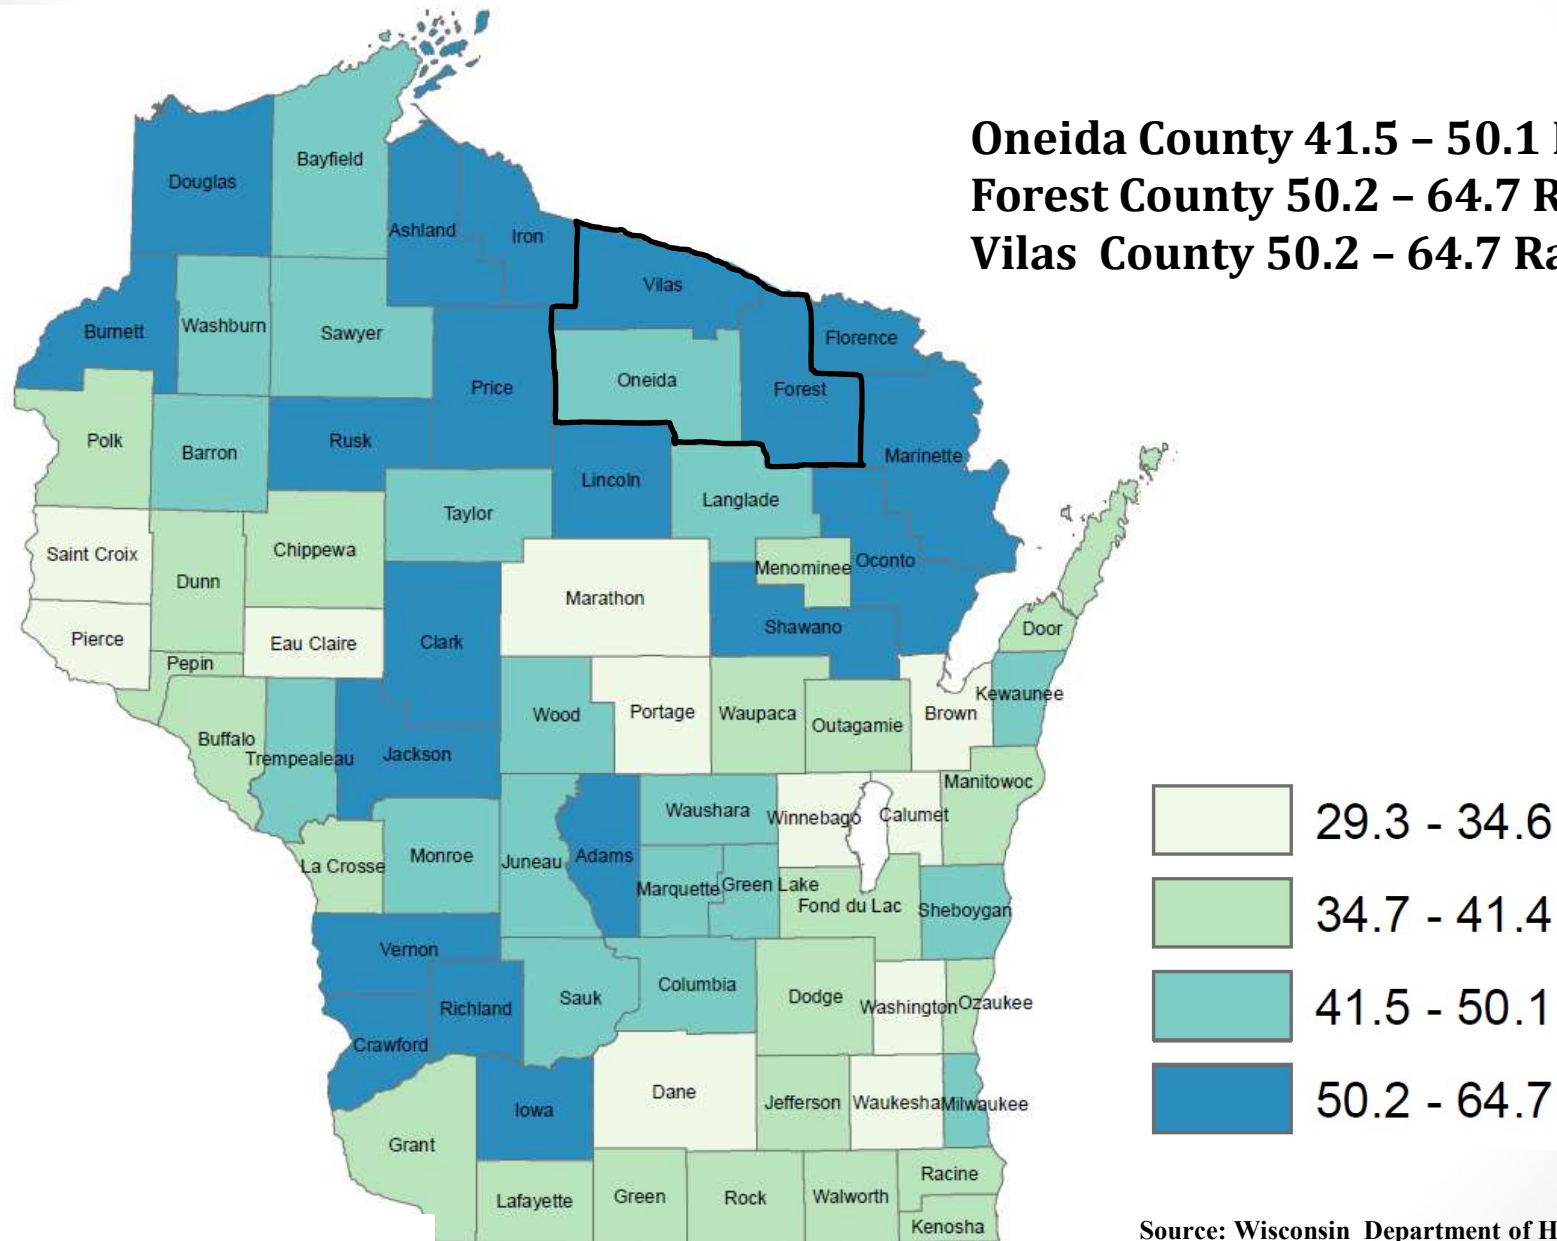 Oneida County 41.5 – 50.1
Forest County 50.2 – 64.7
Vilas County 50.2 – 64.7
Bayfield
Douglas
Ashland
Iron
Vilas
Burnett
Washburn
Sawyer
Florence
Price
Oneida
Forest
Polk
Barron
Rusk
Marinette
Lincoln
Langlade
Taylor
Saint Croix
Chippewa
Dunn
Menominee
Oconto
Marathon
Pierce
Eau Claire
Clark
Shawano
Door
Pepin
Kewaunee
Wood
Portage
Waupaca
Outagamie
Brown
Buffalo
Trempealeau
Jackson
Manitowoc
Waushara
Winnebago
Calumet
La Crosse
Monroe
Juneau
Adams
Marquette
Green Lake
Fond du Lac
Sheboygan
Vernon
Richland
Sauk
Columbia
Dodge
Washington
Ozaukee
Crawford
Iowa
Dane
Jefferson
Waukesha
Milwaukee
Grant
Lafayette
Green
Rock
Walworth
Racine
Kenosha
29.3 - 34.6
34.7 - 41.4
41.5 - 50.1
50.2 - 64.7
Source: Wisconsin Department of